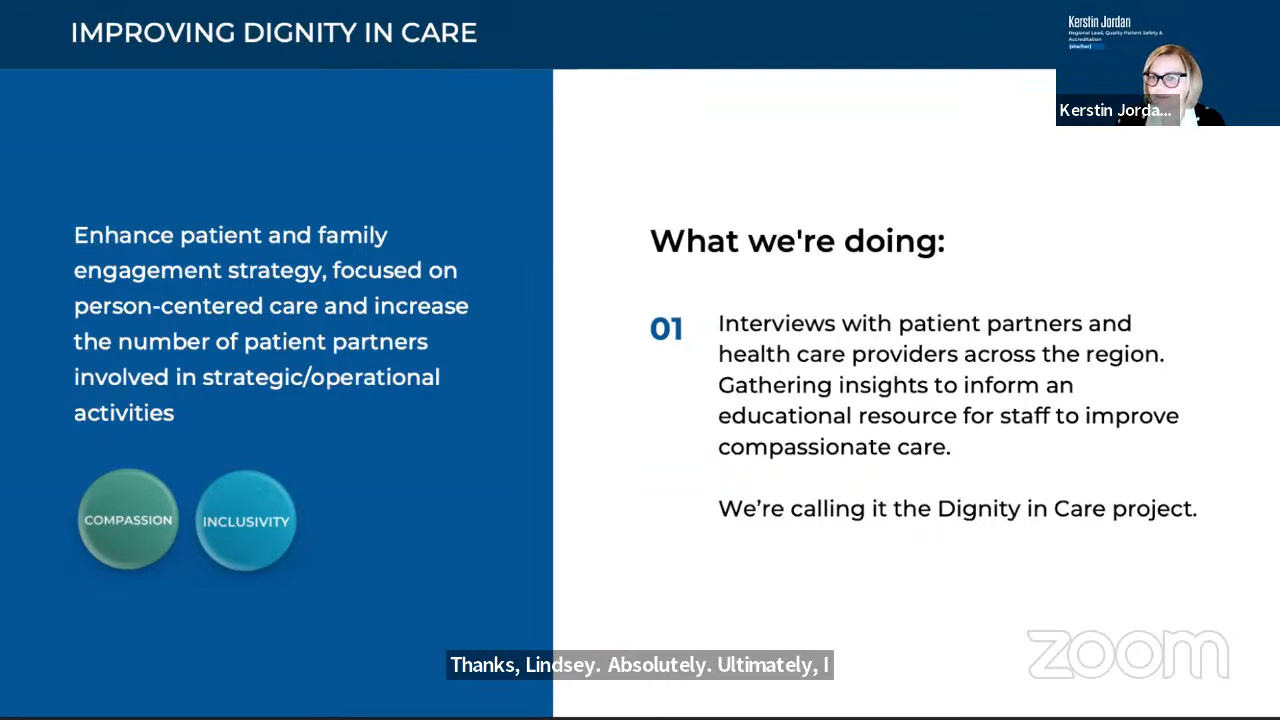 IMPROVING DIGNITY IN CARE
Kerstin Jordan
Regional Lead, Quality Patient Safety &
Accreditation
(she/her)
Kerstin Jorda...
Enhance patient and family
engagement strategy, focused on
person-centered care and increase
the number of patient partners
involved in strategic/operational
activities
COMPASSION
INCLUSIVITY
What we're doing:
01
Interviews with patient partners and
health care providers across the region.
Gathering insights to inform an
educational resource for staff to improve
compassionate care.
We’re calling it the Dignity in Care project.
Thanks, Lindsey. Absolutely. Ultimately, I
zoom